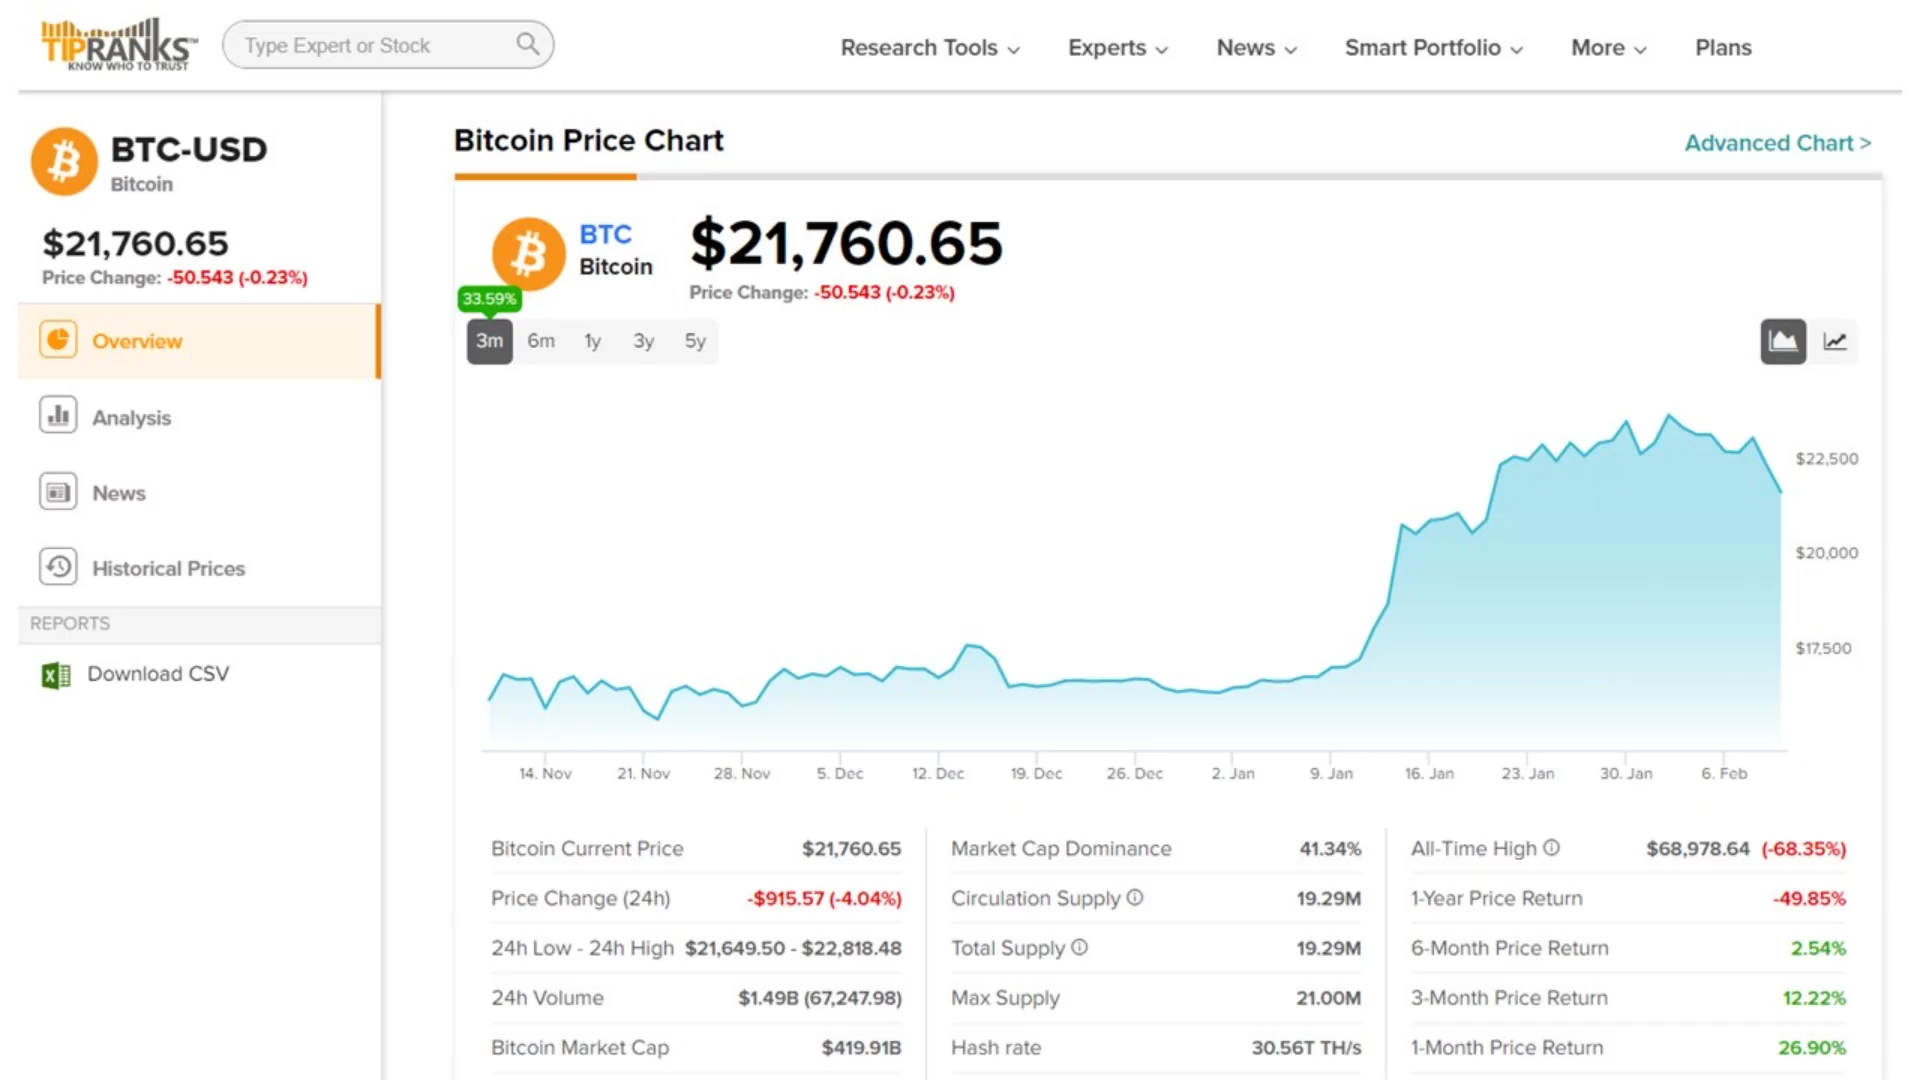 TIPRANKS™
KNOW WHO TO TRUST
Type Expert or Stock
Research Tools
Experts
News
Smart Portfolio
More
Plans
BTC-USD
Bitcoin
$21,760.65
Price Change: -50.543 (-0.23%)
Overview
Analysis
News
Historical Prices
REPORTS
Download CSV
Bitcoin Price Chart
Advanced Chart >
BTC
Bitcoin
$21,760.65
Price Change: -50.543 (-0.23%)
33.59%
3m 6m 1y 3y 5y
$22,500
$20,000
$17,500
14. Nov 21. Nov 28. Nov 5. Dec 12. Dec 19. Dec 26. Dec 2. Jan 9. Jan 16. Jan 23. Jan 30. Jan 6. Feb
Bitcoin Current Price $21,760.65
Price Change (24h) -$915.57 (-4.04%)
24h Low - 24h High $21,649.50 - $22,818.48
24h Volume $1.49B (67,247.98)
Bitcoin Market Cap $419.91B
Market Cap Dominance 41.34%
Circulation Supply 19.29M
Total Supply 19.29M
Max Supply 21.00M
Hash rate 30.56T TH/s
All-Time High $68,978.64 (-68.35%)
1-Year Price Return -49.85%
6-Month Price Return 2.54%
3-Month Price Return 12.22%
1-Month Price Return 26.90%